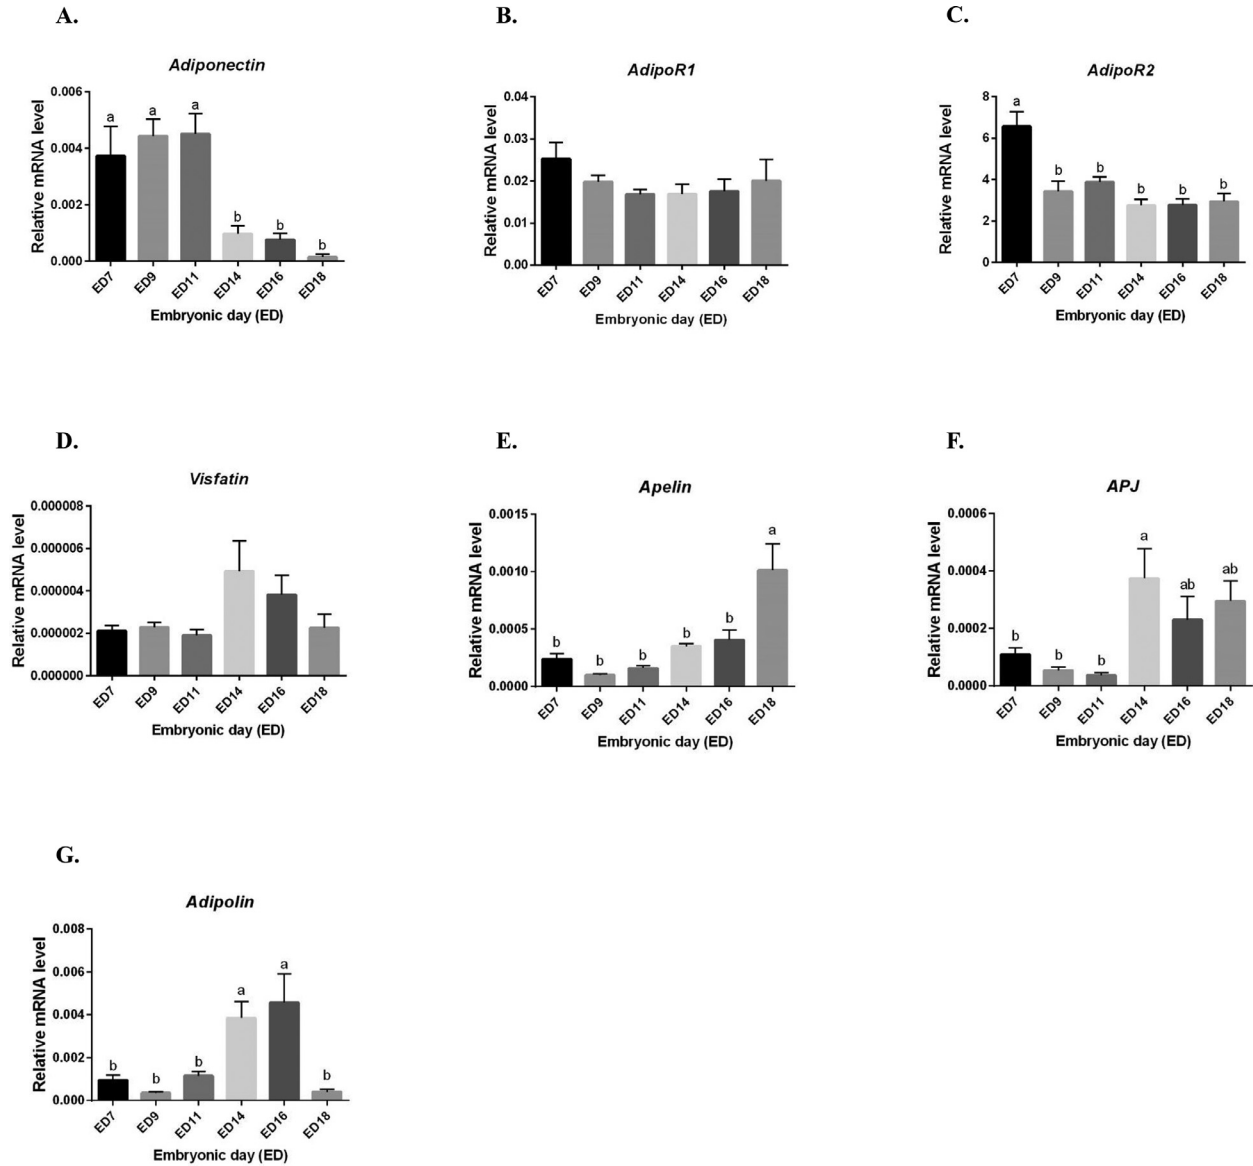 A.
Adiponectin
Relative mRNA level
0.006
0.004
0.002
0.000
a
a
a
b
b
b
ED7
ED9
ED11
ED14
ED16
ED18
Embryonic day (ED)
B.
AdipoR1
Relative mRNA level
0.04
0.03
0.02
0.01
0.00
ED7
ED9
ED11
ED14
ED16
ED18
Embryonic day (ED)
C.
AdipoR2
Relative mRNA level
8
6
4
2
0
a
b
b
b
b
b
ED7
ED9
ED11
ED14
ED16
ED18
Embryonic day (ED)
D.
Visfatin
Relative mRNA level
0.000008
0.000006
0.000004
0.000002
0.000000
ED7
ED9
ED11
ED14
ED16
ED18
Embryonic day (ED)
E.
Apelin
Relative mRNA level
0.0015
0.0010
0.0005
0.0000
b
b
b
b
b
a
ED7
ED9
ED11
ED14
ED16
ED18
Embryonic day (ED)
F.
APJ
Relative mRNA level
0.0006
0.0004
0.0002
0.0000
b
b
b
a
ab
ab
ED7
ED9
ED11
ED14
ED16
ED18
Embryonic day (ED)
G.
Adipolin
Relative mRNA level
0.008
0.006
0.004
0.002
0.000
b
b
b
a
a
b
ED7
ED9
ED11
ED14
ED16
ED18
Embryonic day (ED)